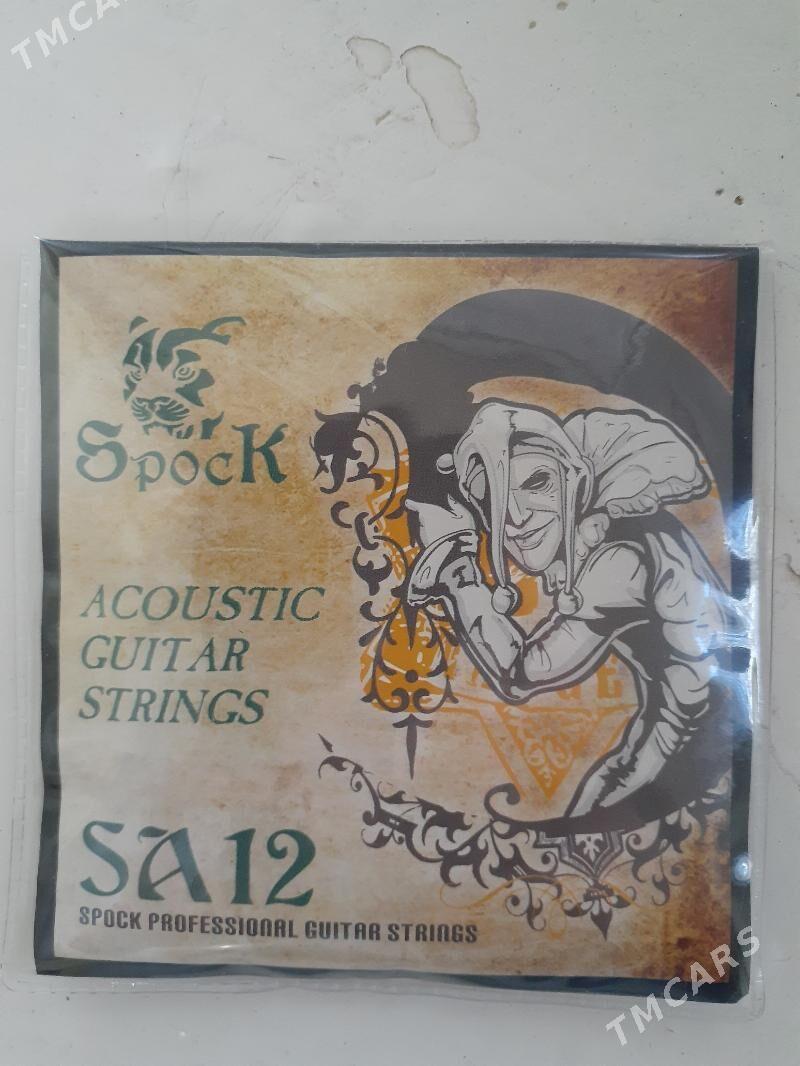 TMCARS
Spock
ACOUSTIC
GUITAR
STRINGS
SA12
SPOCK PROFESSIONAL GUITAR STRINGS
TMCARS